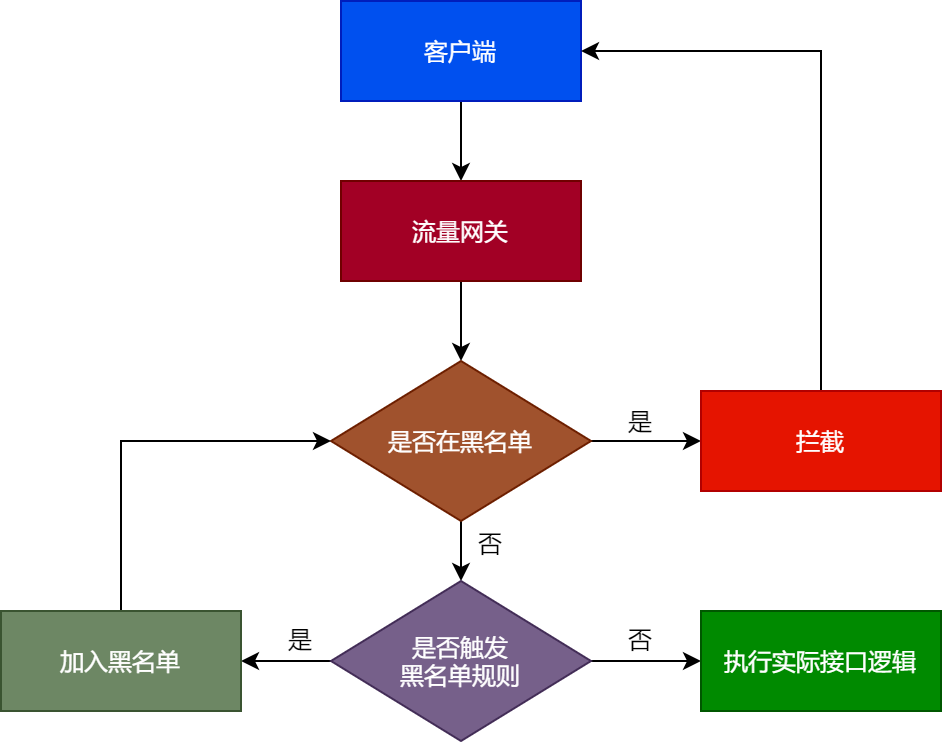 客户端
流量网关
是否在黑名单
是
拦截
否
是否触发
黑名单规则
是
加入黑名单
否
执行实际接口逻辑